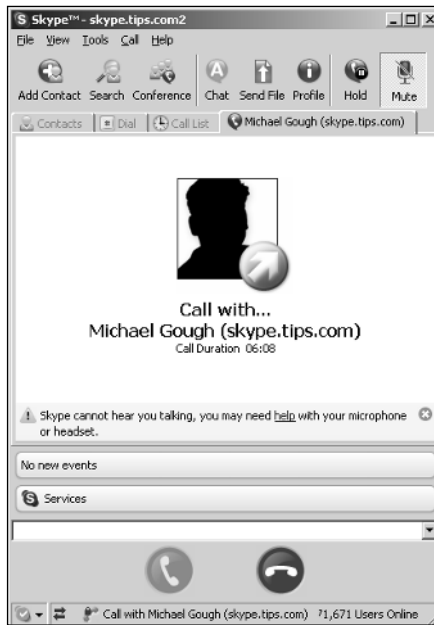 Skype™ - skype.tips.com2
File View Tools Call Help
Add Contact Search Conference Chat Send File Profile Hold Mute
Contacts Dial Call List Michael Gough (skype.tips.com)
Call with...
Michael Gough (skype.tips.com)
Call Duration 06:08
Skype cannot hear you talking, you may need help with your microphone
or headset.
No new events
Services
Call with Michael Gough (skype.tips.com) 71,671 Users Online